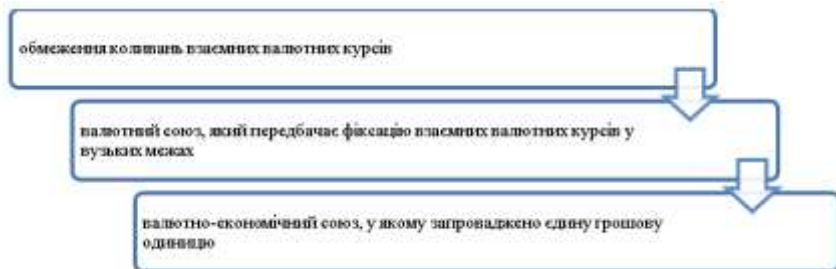 обмеження коливань взаємних валютних курсів
валютний союз, який передбачає фіксацію взаємних валютних курсів у
вузьких межах
валютно-економічний союз, у якому запроваджено єдину грошову
одиницю